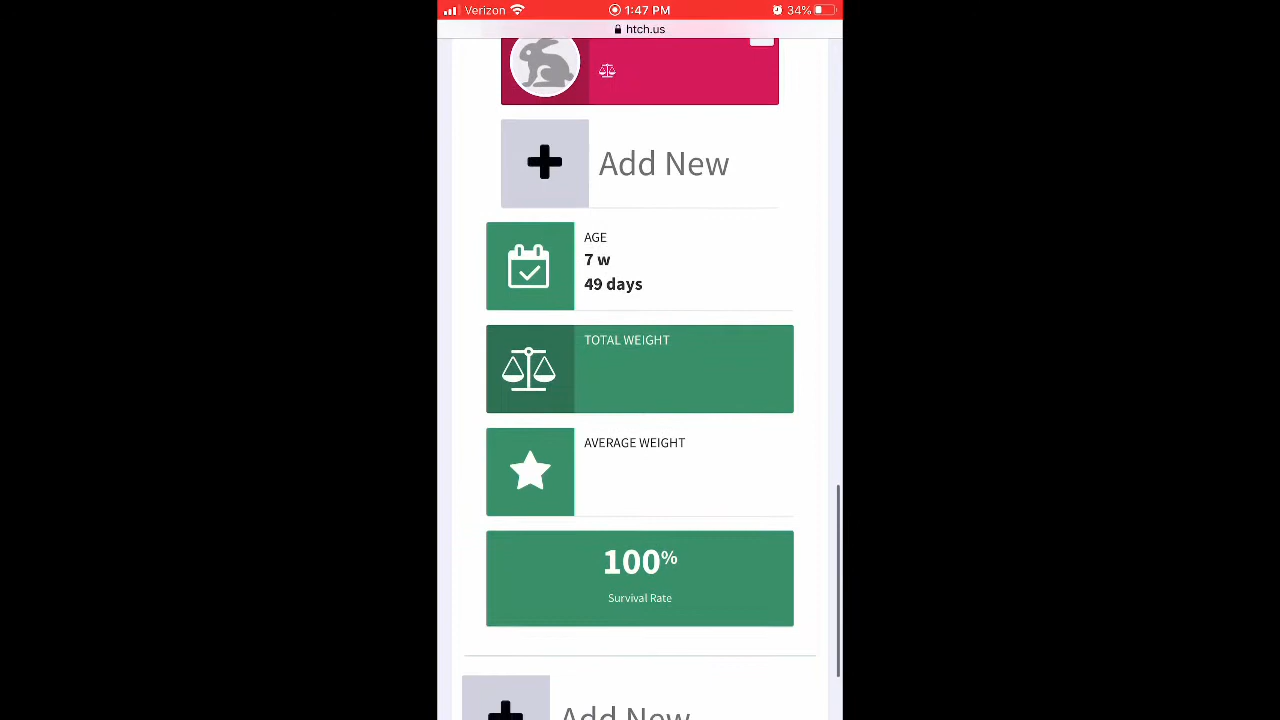 Verizon 1:47 PM 34%
htch.us
Add New
AGE
7 w
49 days
TOTAL WEIGHT
AVERAGE WEIGHT
100%
Survival Rate
Add New